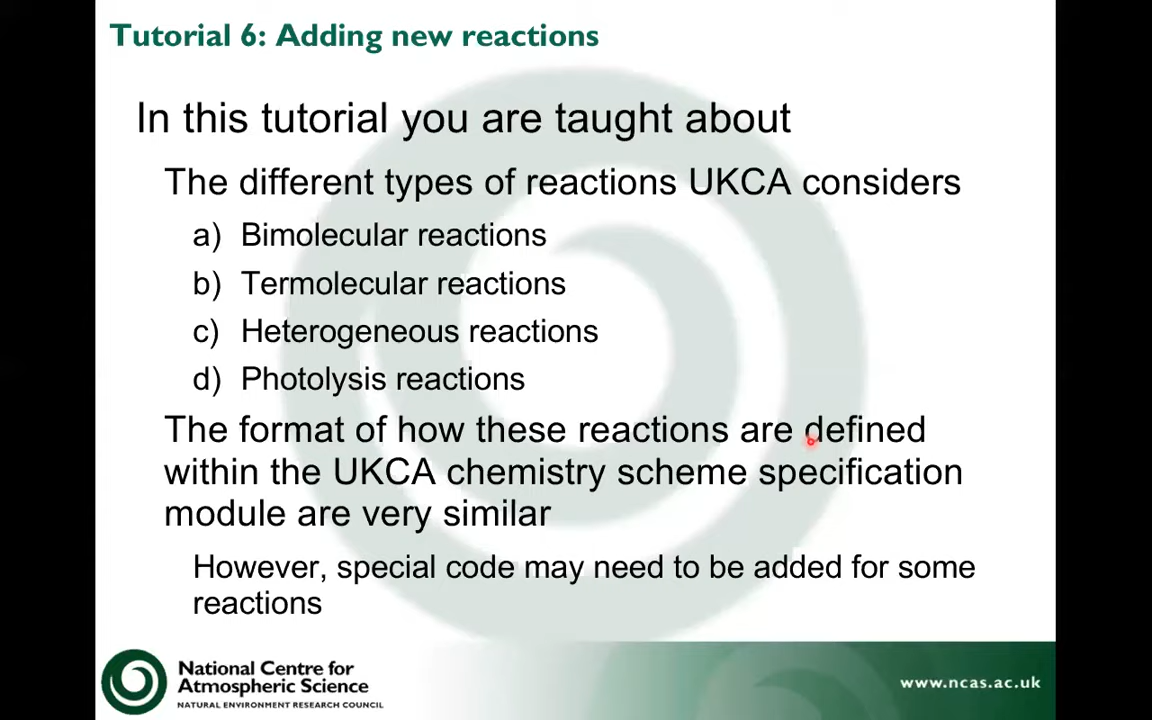 Tutorial 6: Adding new reactions
In this tutorial you are taught about
The different types of reactions UKCA considers
a) Bimolecular reactions
b) Termolecular reactions
c) Heterogeneous reactions
d) Photolysis reactions
The format of how these reactions are defined
within the UKCA chemistry scheme specification
module are very similar
However, special code may need to be added for some
reactions
National Centre for
Atmospheric Science
NATURAL ENVIRONMENT RESEARCH COUNCIL
www.ncas.ac.uk